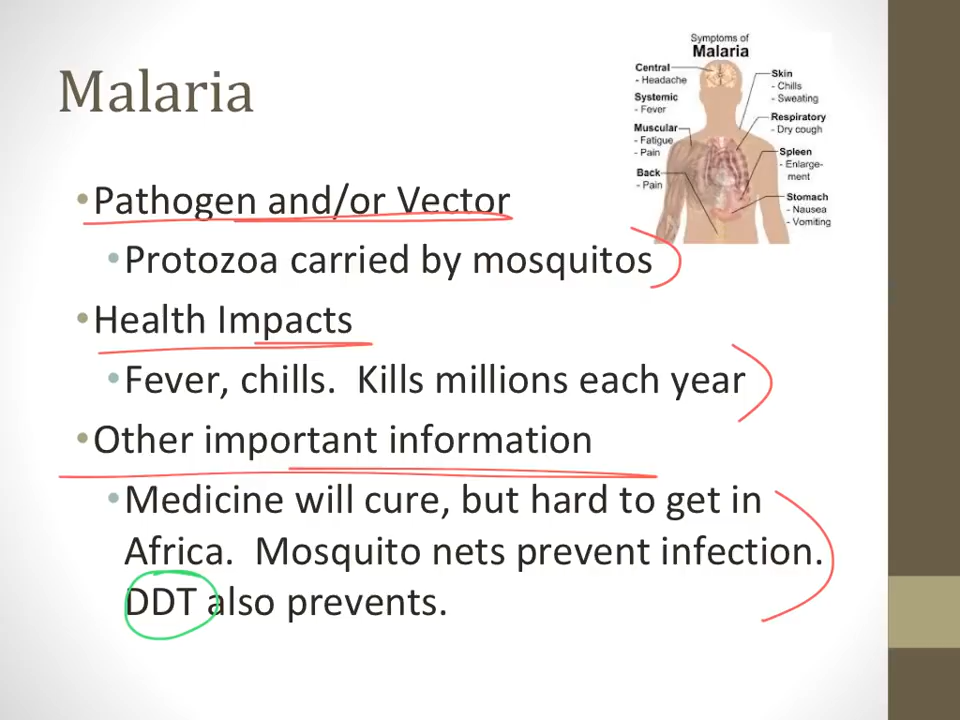 Malaria
•Pathogen and/or Vector
•Protozoa carried by mosquitos
•Health Impacts
•Fever, chills.  Kills millions each year
•Other important information
•Medicine will cure, but hard to get in
Africa.  Mosquito nets prevent infection.
DDT also prevents.
Symptoms of
Malaria
Central
- Headache
Systemic
- Fever
Muscular
- Fatigue
- Pain
Back
- Pain
Skin
- Chills
- Sweating
Respiratory
- Dry cough
Spleen
- Enlarge-
ment
Stomach
- Nausea
- Vomiting